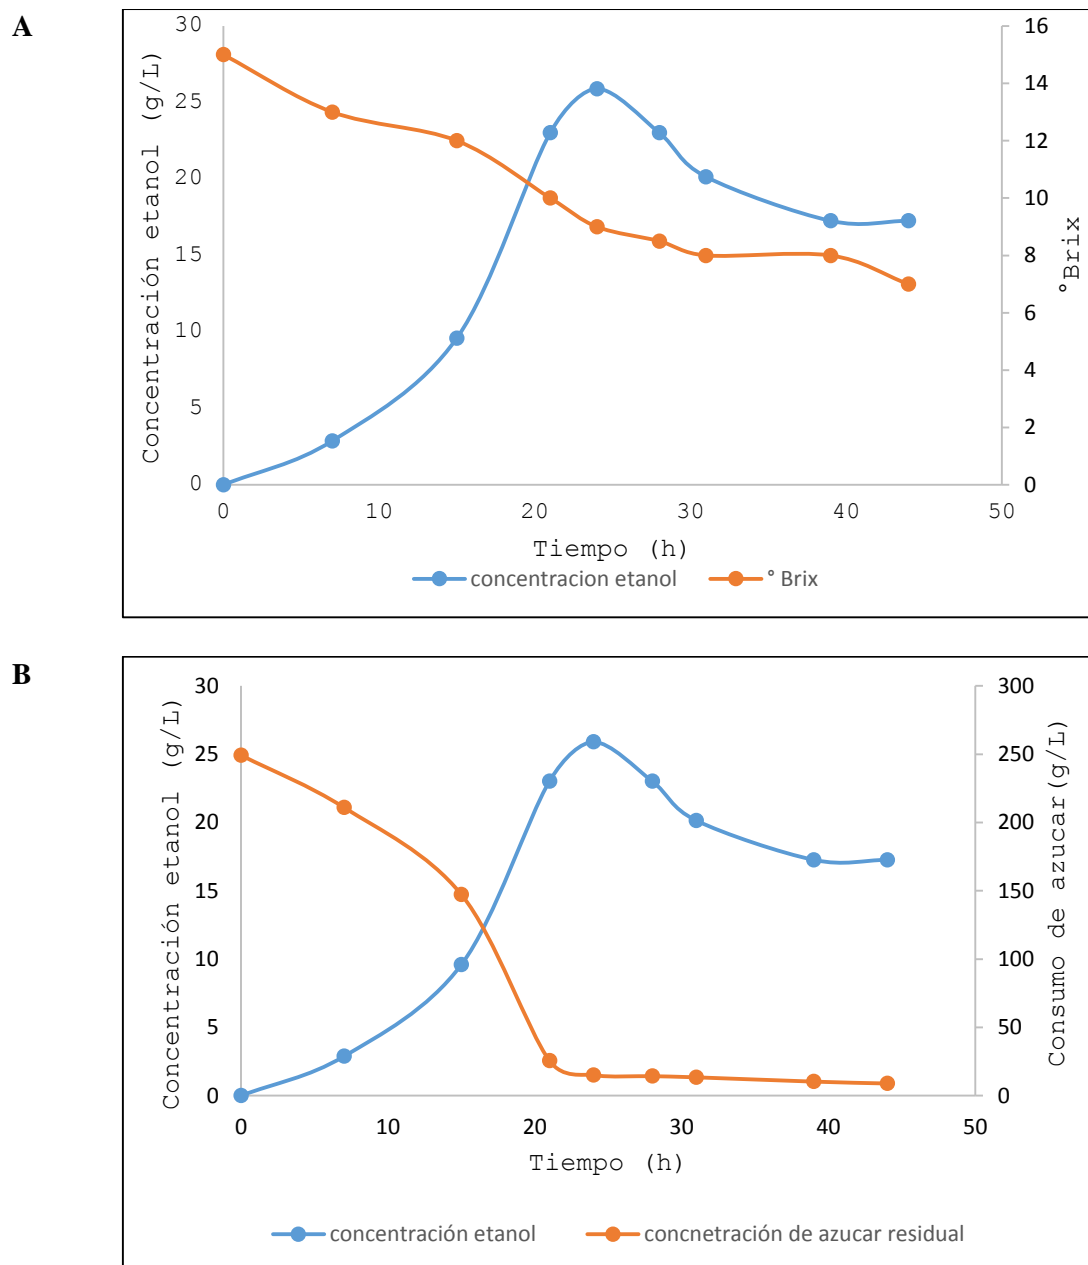 A
Concentración etanol (g/L)
30
25
20
15
10
5
0
16
14
12
10
8
6
4
2
0
°Brix
0 10 20 30 40 50
Tiempo (h)
concentracion etanol ° Brix
B
Concentración etanol (g/L)
30
25
20
15
10
5
0
300
250
200
150
100
50
0
Consumo de azucar(g/L)
0 10 20 30 40 50
Tiempo (h)
concentración etanol concnetración de azucar residual